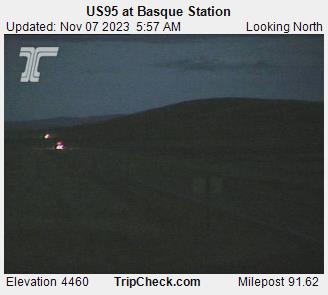 US95 at Basque Station
Updated: Nov 07 2023 5:57 AM Looking North
Elevation 4460 TripCheck.com Milepost 91.62